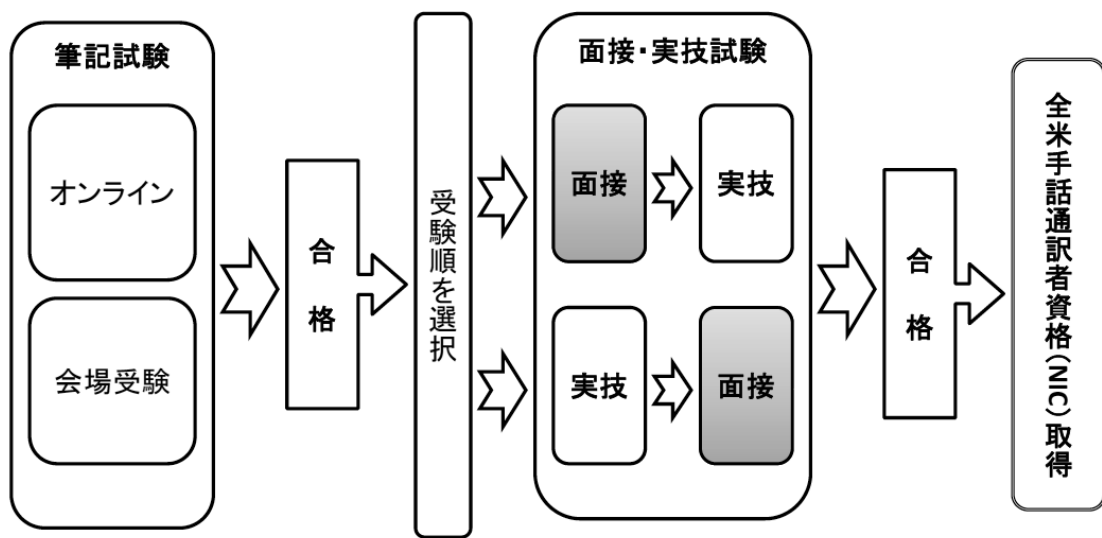 筆記試験
オンライン
会場受験
合格
受験順を選択
面接・実技試験
面接
実技
実技
面接
合格
全米手話通訳者資格(NIC)取得